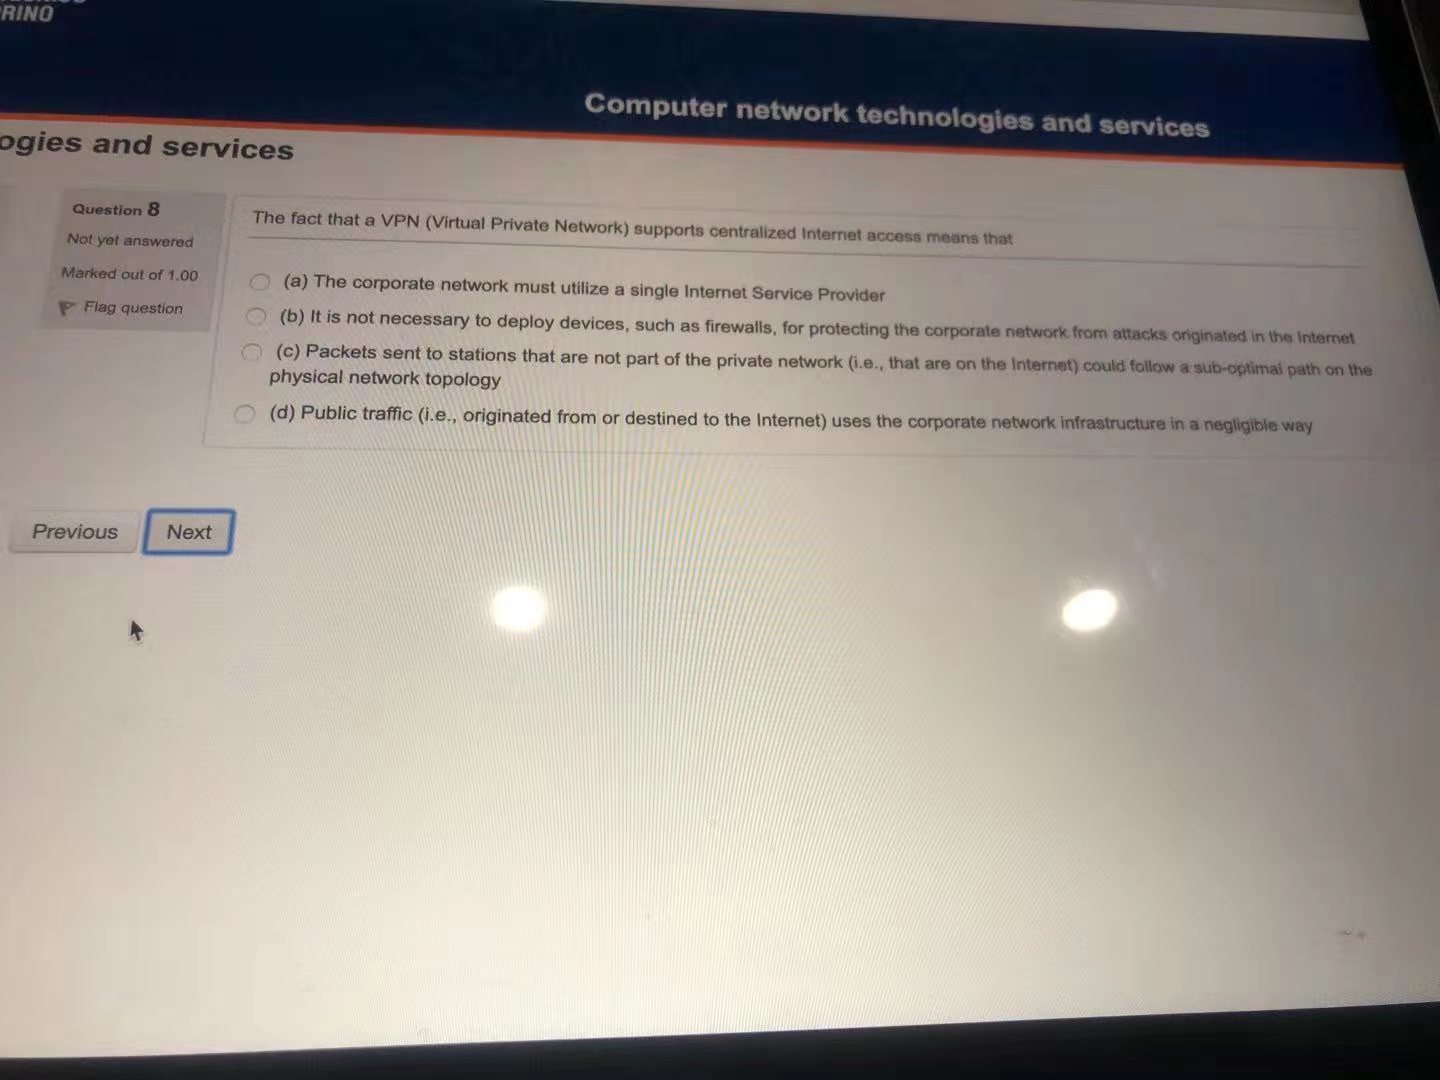 RINO
Computer network technologies and services
ogies and services
Question 8
Not yet answered
Marked out of 1.00
Flag question
The fact that a VPN (Virtual Private Network) supports centralized Internet access means that
(a) The corporate network must utilize a single Internet Service Provider
(b) It is not necessary to deploy devices, such as firewalls, for protecting the corporate network from attacks originated in the Internet
(c) Packets sent to stations that are not part of the private network (i.e., that are on the Internet) could follow a sub-optimal path on the
physical network topology
(d) Public traffic (i.e., originated from or destined to the Internet) uses the corporate network infrastructure in a negligible way
Previous
Next